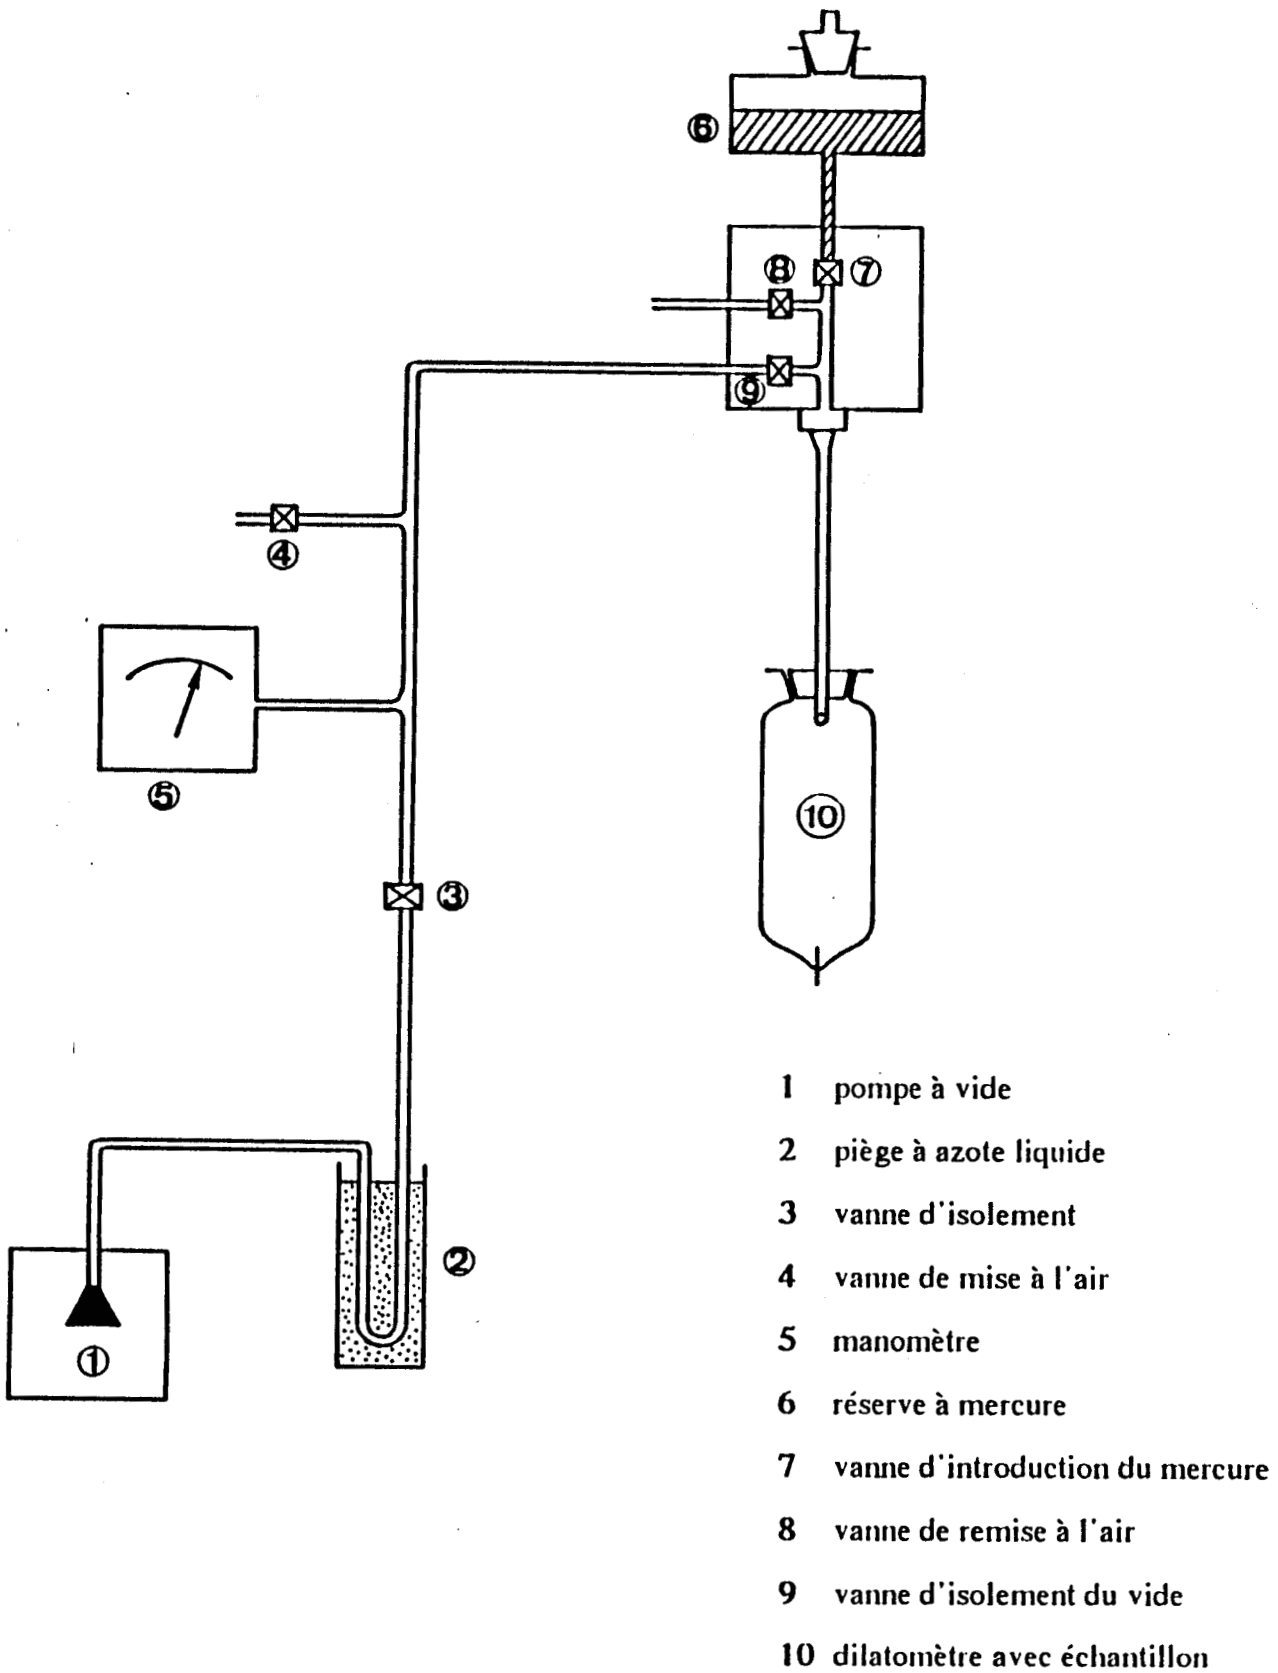 6
8
7
9
4
5
10
3
2
1
1 pompe à vide
2 piège à azote liquide
3 vanne d'isolement
4 vanne de mise à l'air
5 manomètre
6 réserve à mercure
7 vanne d'introduction du mercure
8 vanne de remise à l'air
9 vanne d'isolement du vide
10 dilatomètre avec échantillon